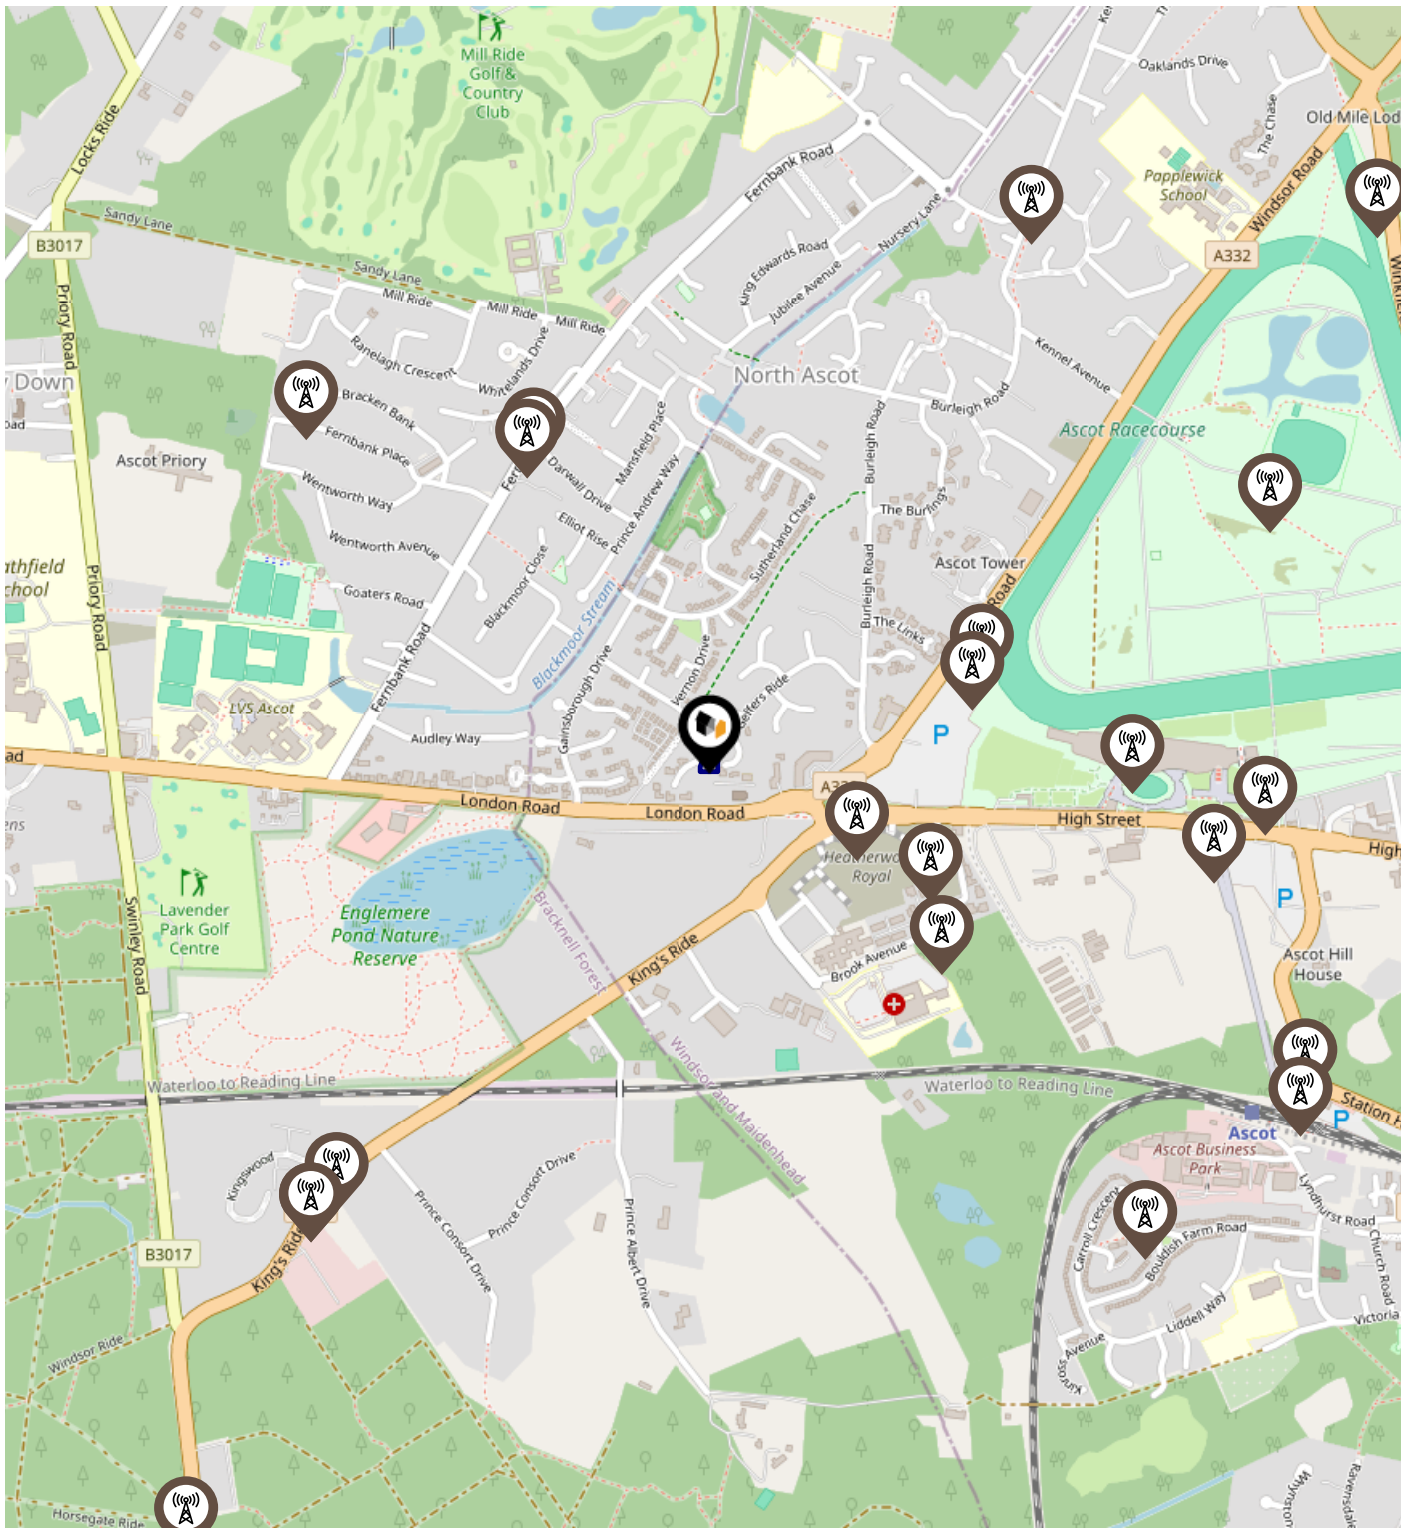 Mill Ride
Golf &
Country
Club
Oaklands Drive
The Chase
Old Mile Lod
Locks Ride
Fernbank Road
Papplewick
School
Windsor Road
Sandy Lane
B3017
Nursery Lane
A332
King Edwards Road
Jubilee Avenue
Sandy Lane
Mill Ride
Mill Ride
Mill Ride
Priory Road
Ranelagh Crescent
Whitelands Drive
North Ascot
Kennel Avenue
Down
Bracken Bank
Burleigh Road
Burleigh Road
Ascot Racecourse
Mansfield Place
Fernbank Place
Ascot Priory
Darwall Drive
Prince Andrew Way
Wentworth Way
The Burlings
Elliot Rise
Sutherland Chase
Wentworth Avenue
Ascot Tower
Road
Priory Road
Goaters Road
Blackmoor Close
Burleigh Road
Blackmoor Stream
The Links
Fernbank Road
Vernon Drive
LVS Ascot
Gainsborough Drive
Audley Way
P
London Road
London Road
High Street
High
Royal
Lavender
Park Golf
Centre
Englemere
Pond Nature
Reserve
Bracknell Forest
Swinley Road
King's Ride
Brook Avenue
P
Ascot Hill
House
Waterloo to Reading Line
Windsor and Maidenhead
Waterloo to Reading Line
Station
P
Ascot
Ascot Business
Park
Kingswood
Prince Consort Drive
Prince Consort Drive
Prince Albert Drive
Lyndhurst Road
Carroll Crescent
Bouldish Farm Road
Church Road
B3017
King's Ride
Liddell Way
Victoria
Windsor Ride
Kinross Avenue
Horsegate Ride